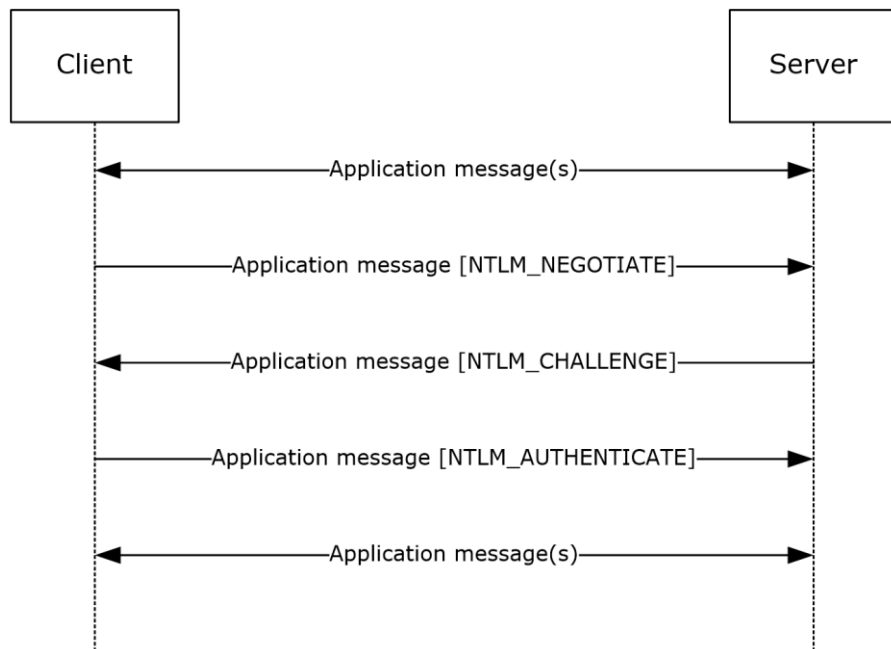 Client
Server
Application message(s)
Application message [NTLM_NEGOTIATE]
Application message [NTLM_CHALLENGE]
Application message [NTLM_AUTHENTICATE]
Application message(s)